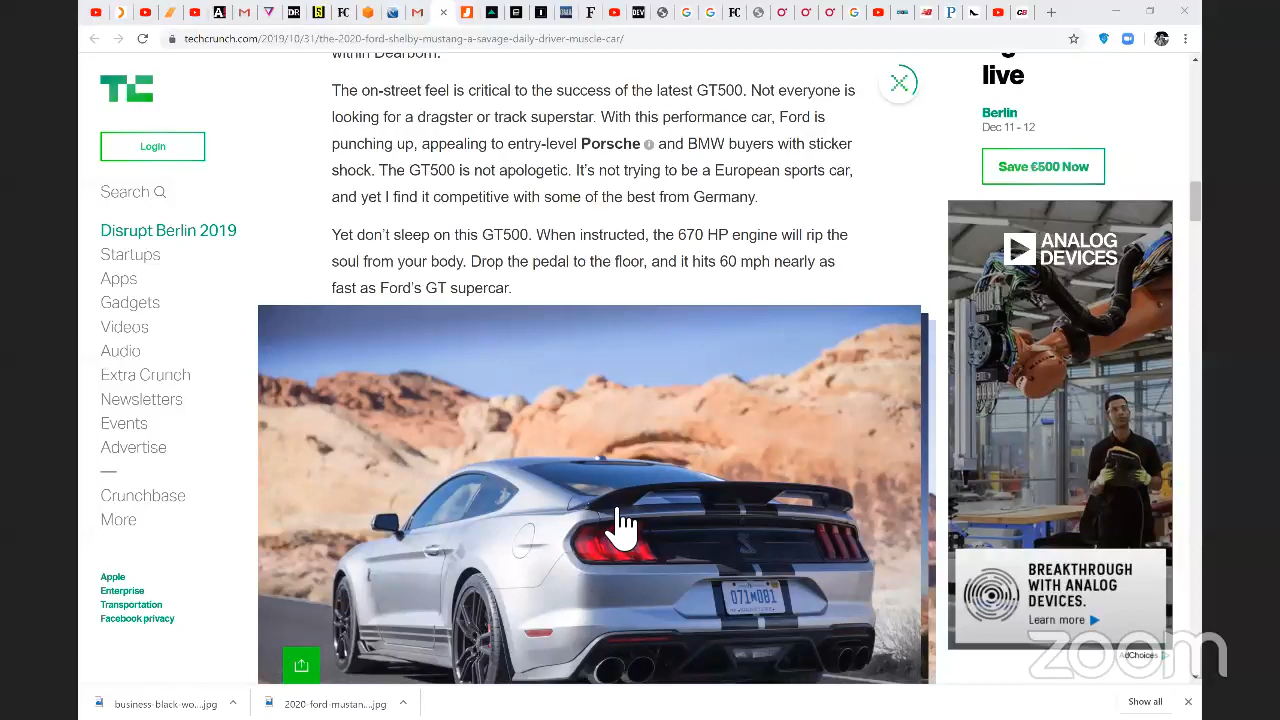 techcrunch.com/2019/10/31/the-2020-ford-shelby-mustang-a-savage-daily-driver-muscle-car/
within Dearborn.
The on-street feel is critical to the success of the latest GT500. Not everyone is
looking for a dragster or track superstar. With this performance car, Ford is
punching up, appealing to entry-level Porsche and BMW buyers with sticker
shock. The GT500 is not apologetic. It's not trying to be a European sports car,
and yet I find it competitive with some of the best from Germany.
Yet don't sleep on this GT500. When instructed, the 670 HP engine will rip the
shirt from your body. Drop the pedal to the floor, and it hits 60 mph nearly as
fast as Ford's GT supercar.
TC
Login
Search
Disrupt Berlin 2019
Startups
Apps
Gadgets
Videos
Audio
Extra Crunch
Newsletters
Events
Advertise
Crunchbase
More
Apple
Enterprise
Transportation
Facebook privacy
live
Berlin
Dec 11 - 12
Save €500 Now
ANALOG
DEVICES
BREAKTHROUGH
WITH ANALOG
DEVICES.
Learn more
AdChoices
071M081
zoom
business-black-wo....jpg
2020-ford-mustan....jpg
Show all